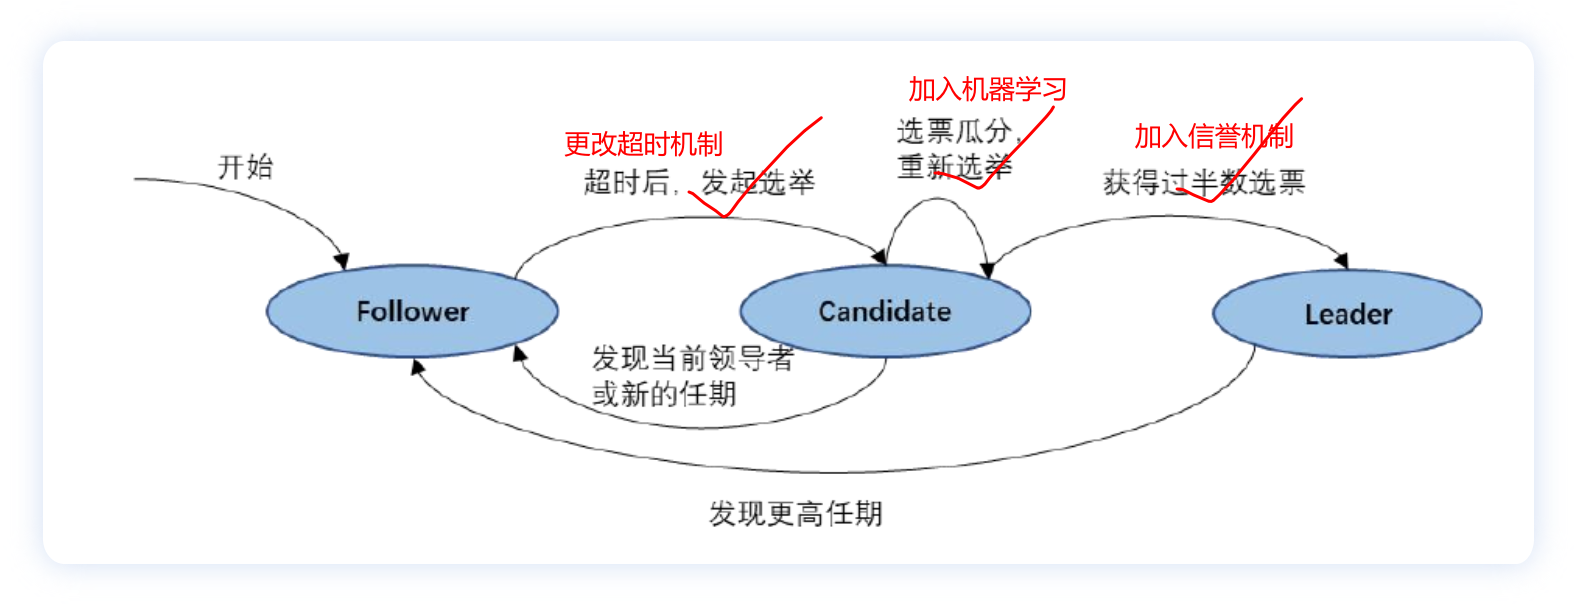 加入机器学习
更改超时机制
选票瓜分，
加入信誉机制
开始
重新选举
超时后，发起选举
获得过半数选票
Follower
Candidate
Leader
发现当前领导者
或新的任期
发现更高任期